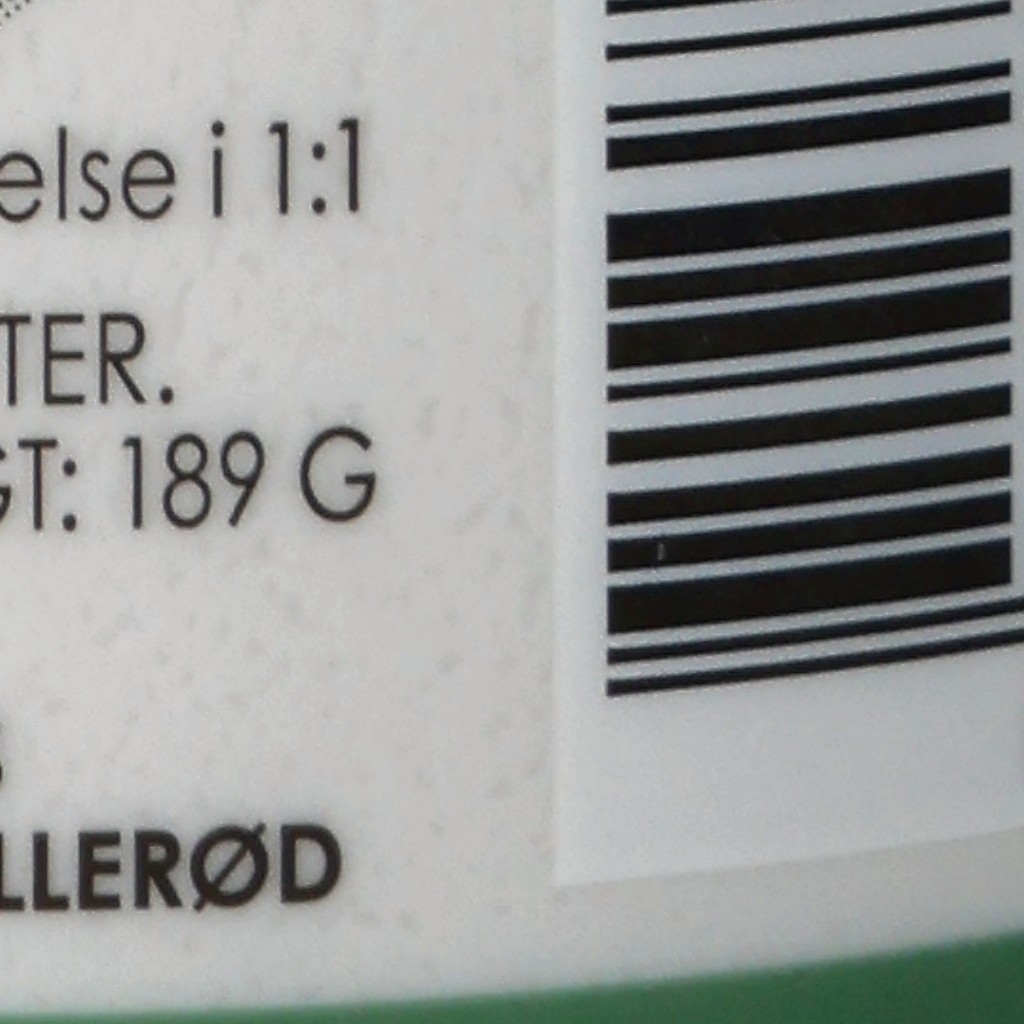 else i 1:1
TER.
GT: 189 G
LLERØD